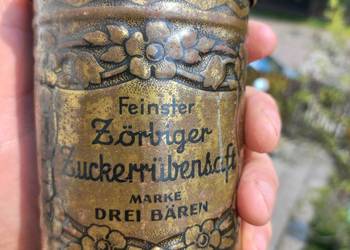 Feinster
Zörbiger
Zuckerrübensaft
MARKE
DREI BÄREN